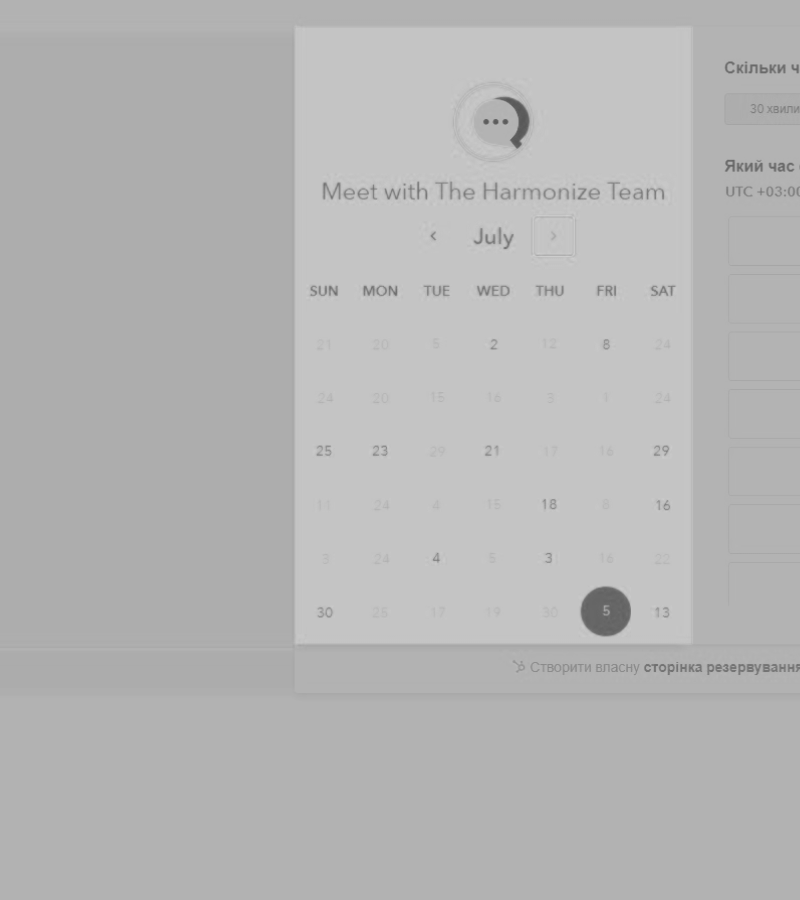 Meet with The Harmonize Team
July
SUN MON TUE WED THU FRI SAT
21 20 5 2 12 8 24
24 20 15 16 3 1 24
25 23 29 21 17 16 29
11 24 4 15 18 8 16
3 24 4 5 3 16 22
30 25 17 19 30 5 13
Скільки ч
30 хвили
Який час
UTC +03:00
Створити власну сторінка резервування